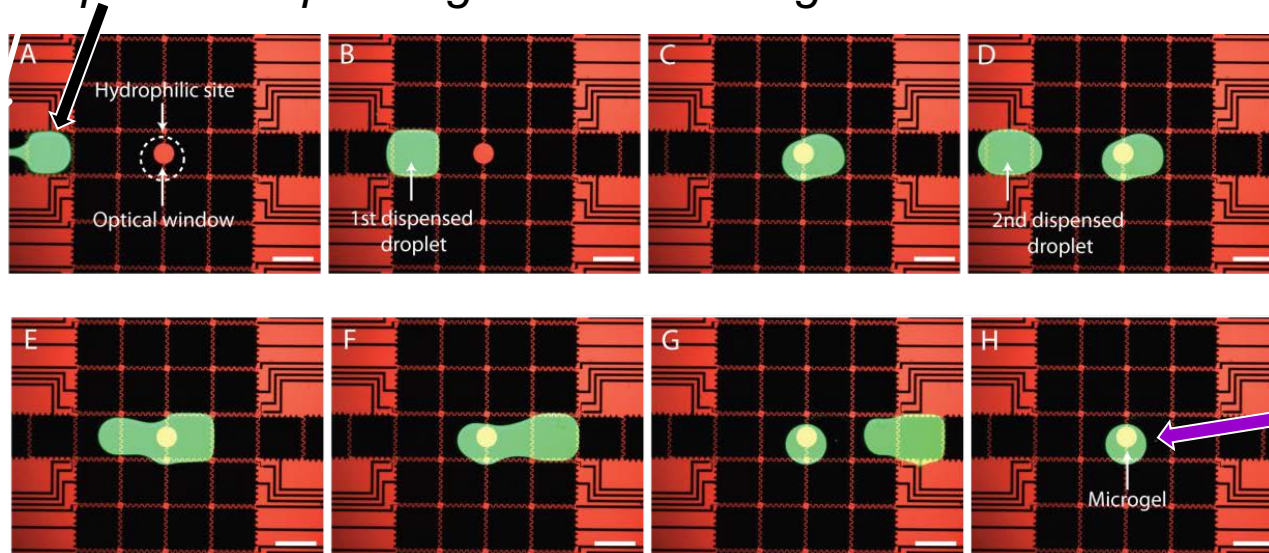 A
Hydrophilic site
Optical window
B
1st dispensed
droplet
C
D
2nd dispensed
droplet
E
F
G
H
Microgel